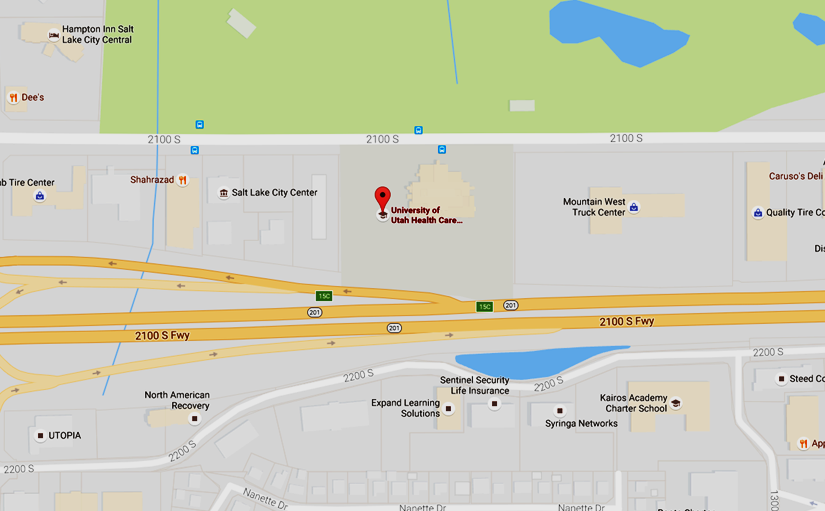 Hampton Inn Salt
Lake City Central
Dee's
2100 S
2100 S
2100 S
Shahrazad
b Tire Center
Salt Lake City Center
University of
Utah Health Care...
Mountain West
Truck Center
Caruso's Deli
Quality Tire Co
Dis
15C
15C
201
201
201
2100 S Fwy
2100 S Fwy
2200 S
2200 S
2200 S
Sentinel Security
Life Insurance
Steed Co
North American
Recovery
Expand Learning
Solutions
Kairos Academy
Charter School
Syringa Networks
UTOPIA
2200 S
App
2200 S
Nanette Dr
Nanette Dr
1300